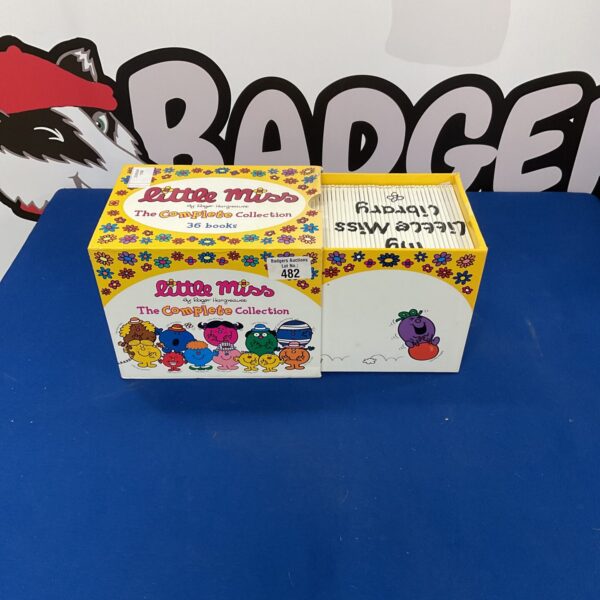 BADGE
little Miss
by Roger Hargreaves
The Complete Collection
36 books
my
Little Miss
Library
Badgers Auctions
Lot No.:
482
little Miss
by Roger Hargreaves
The Complete Collection